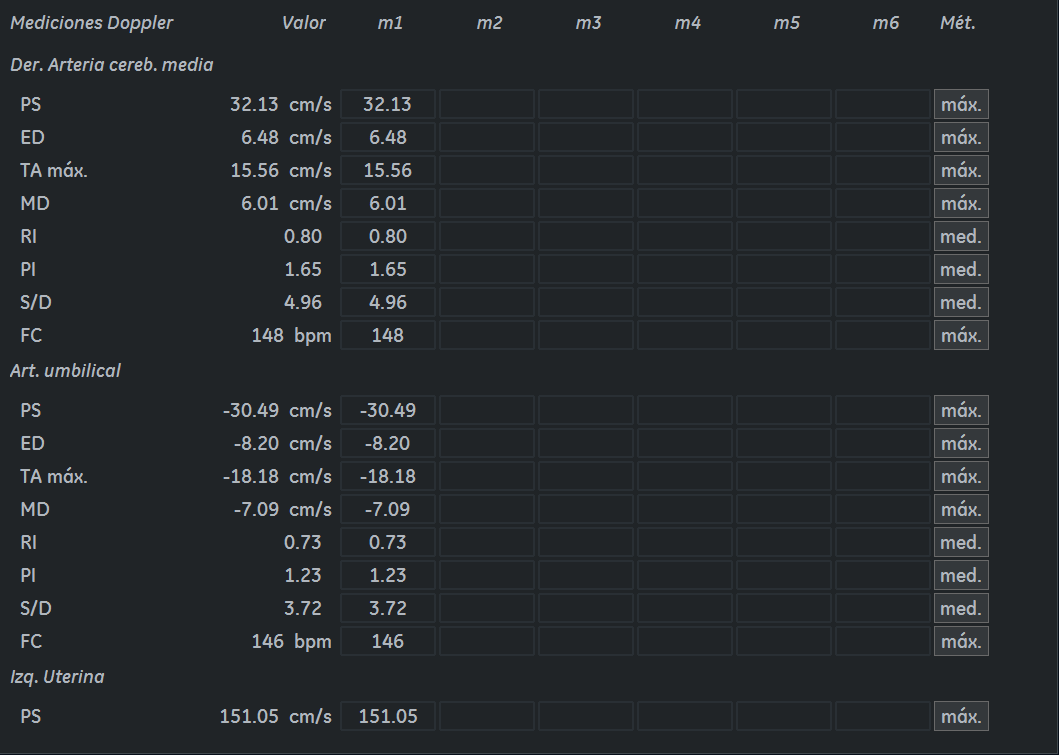 Mediciones Doppler Valor m1 m2 m3 m4 m5 m6 Mét.
Der. Arteria cereb. media
PS 32.13 cm/s 32.13 máx.
ED 6.48 cm/s 6.48 máx.
TA máx. 15.56 cm/s 15.56 máx.
MD 6.01 cm/s 6.01 máx.
RI 0.80 0.80 med.
PI 1.65 1.65 med.
S/D 4.96 4.96 med.
FC 148 bpm 148 máx.
Art. umbilical
PS -30.49 cm/s -30.49 máx.
ED -8.20 cm/s -8.20 máx.
TA máx. -18.18 cm/s -18.18 máx.
MD -7.09 cm/s -7.09 máx.
RI 0.73 0.73 med.
PI 1.23 1.23 med.
S/D 3.72 3.72 med.
FC 146 bpm 146 máx.
Izq. Uterina
PS 151.05 cm/s 151.05 máx.